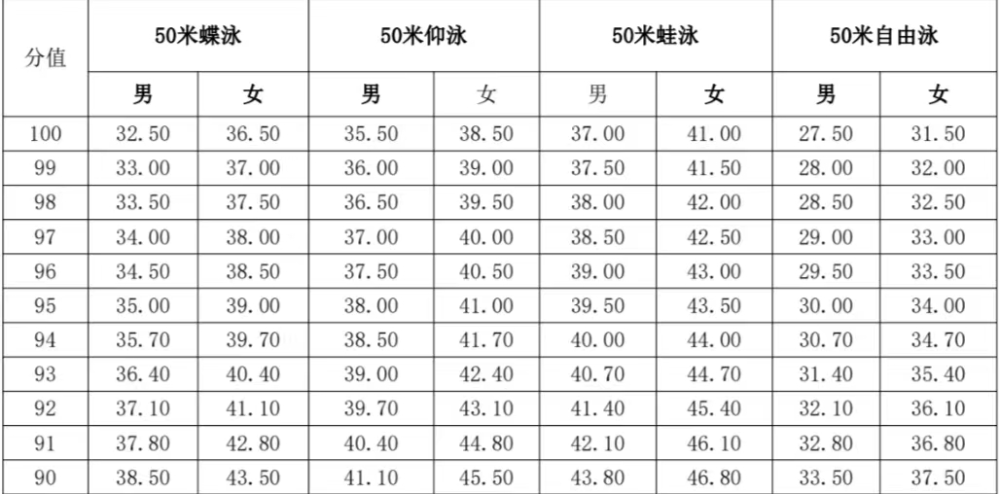 分值 50米蝶泳 50米仰泳 50米蛙泳 50米自由泳
男 女 男 女 男 女 男 女
100 32.50 36.50 35.50 38.50 37.00 41.00 27.50 31.50
99 33.00 37.00 36.00 39.00 37.50 41.50 28.00 32.00
98 33.50 37.50 36.50 39.50 38.00 42.00 28.50 32.50
97 34.00 38.00 37.00 40.00 38.50 42.50 29.00 33.00
96 34.50 38.50 37.50 40.50 39.00 43.00 29.50 33.50
95 35.00 39.00 38.00 41.00 39.50 43.50 30.00 34.00
94 35.70 39.70 38.50 41.70 40.00 44.00 30.70 34.70
93 36.40 40.40 39.00 42.40 40.70 44.70 31.40 35.40
92 37.10 41.10 39.70 43.10 41.40 45.40 32.10 36.10
91 37.80 42.80 40.40 44.80 42.10 46.10 32.80 36.80
90 38.50 43.50 41.10 45.50 43.80 46.80 33.50 37.50